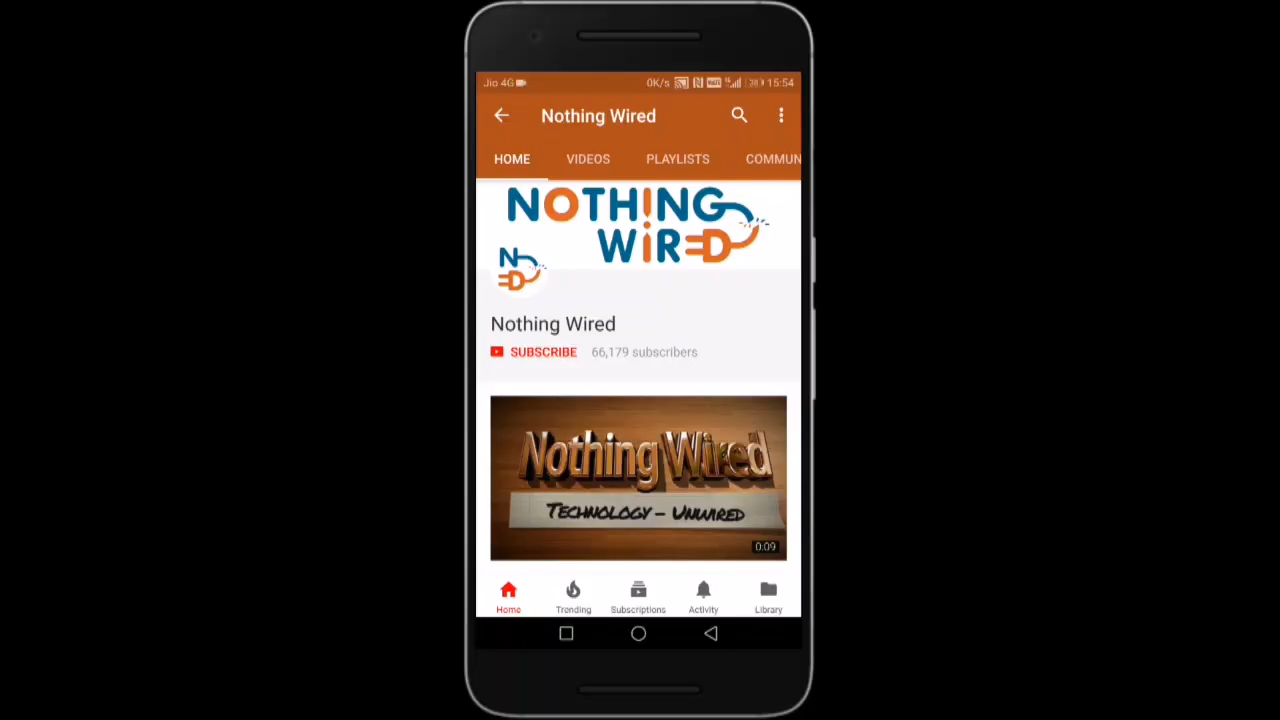 Jio 4G 0K/s 15:54
Nothing Wired
HOME VIDEOS PLAYLISTS COMMUN
NOTHING
WiRED
N
D
Nothing Wired
SUBSCRIBE 66,179 subscribers
Nothing Wired
TECHNOLOGY - UNWIRED
0:09
Home Trending Subscriptions Activity Library